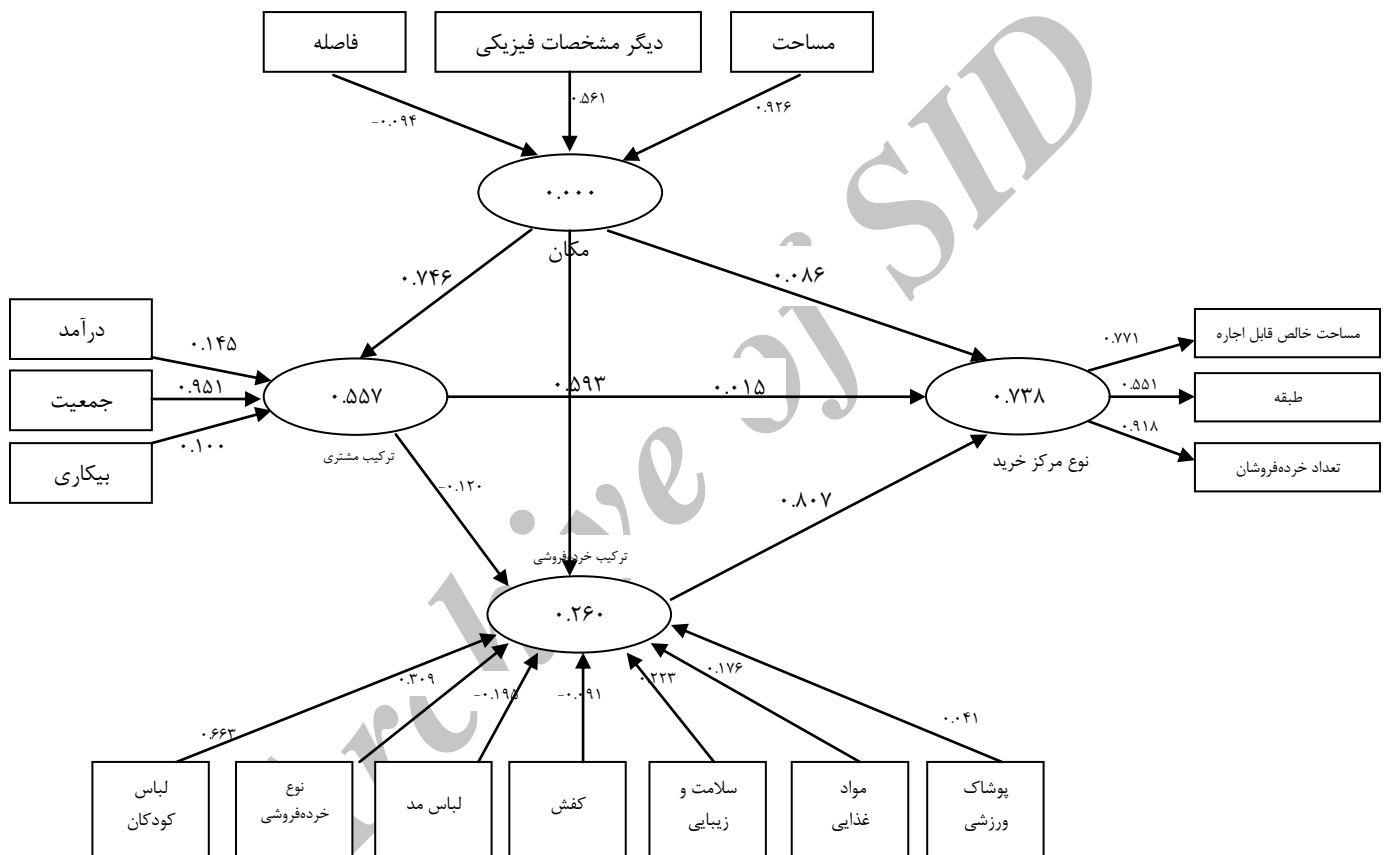 مساحت
دیگر مشخصات فیزیکی
فاصله
۰.۹۲۶
۰.۵۶۱
-۰.۰۹۴
۰.۰۰۰
مکان
۰.۰۸۶
۰.۷۴۶
مساحت خالص قابل اجاره
۰.۷۷۱
درآمد
۰.۱۴۵
طبقه
۰.۵۵۱
۰.۷۳۸
۰.۰۱۵
۰.۵۹۳
۰.۵۵۷
۰.۹۵۱
جمعیت
۰.۹۱۸
تعداد خرده‌فروشان
نوع مرکز خرید
ترکیب مشتری
۰.۱۰۰
بیکاری
۰.۸۰۷
-۰.۱۲۰
ترکیب خرده‌فروشی
۰.۲۶۰
۰.۰۴۱
۰.۱۷۶
۰.۲۲۳
-۰.۰۹۱
-۰.۱۹۵
۰.۳۰۹
۰.۶۶۳
پوشاک
ورزشی
مواد
غذایی
سلامت و
زیبایی
کفش
لباس مد
نوع
خرده‌فروشی
لباس
کودکان
Archive of SID